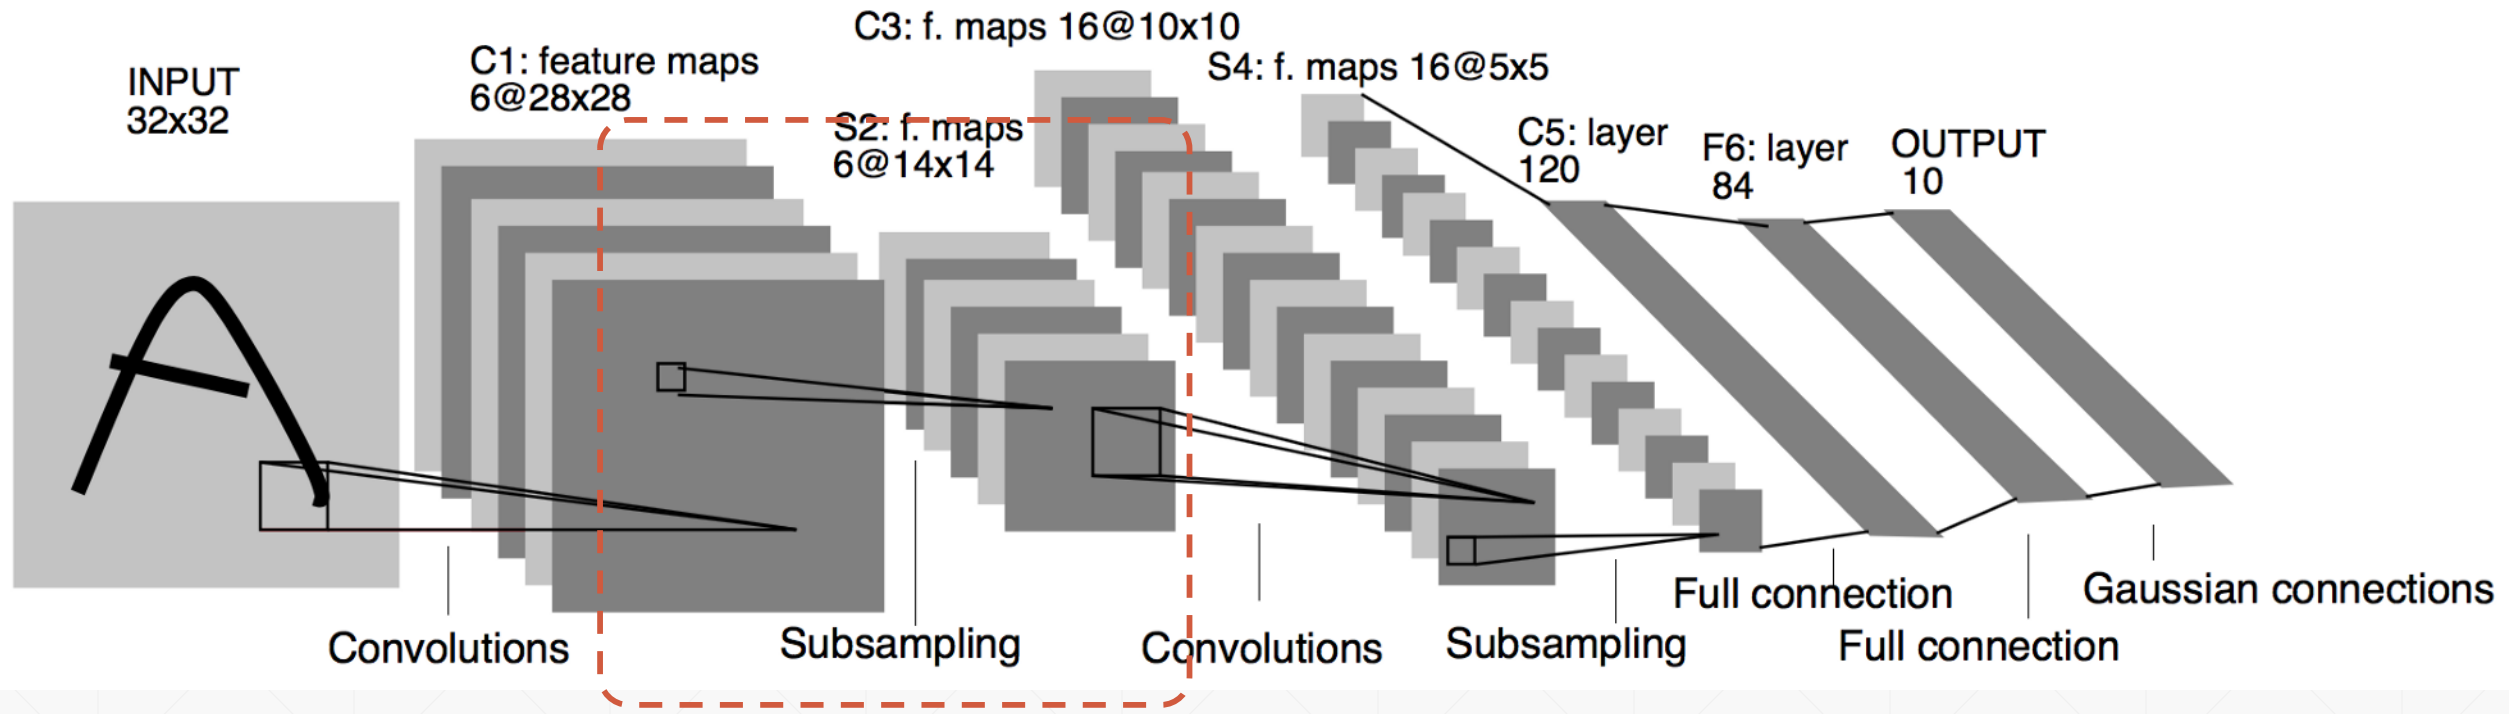 INPUT
32x32
C1: feature maps
6@28x28
S2: f. maps
6@14x14
C3: f. maps 16@10x10
S4: f. maps 16@5x5
C5: layer
120
F6: layer
84
OUTPUT
10
Convolutions
Subsampling
Convolutions
Subsampling
Full connection
Full connection
Gaussian connections